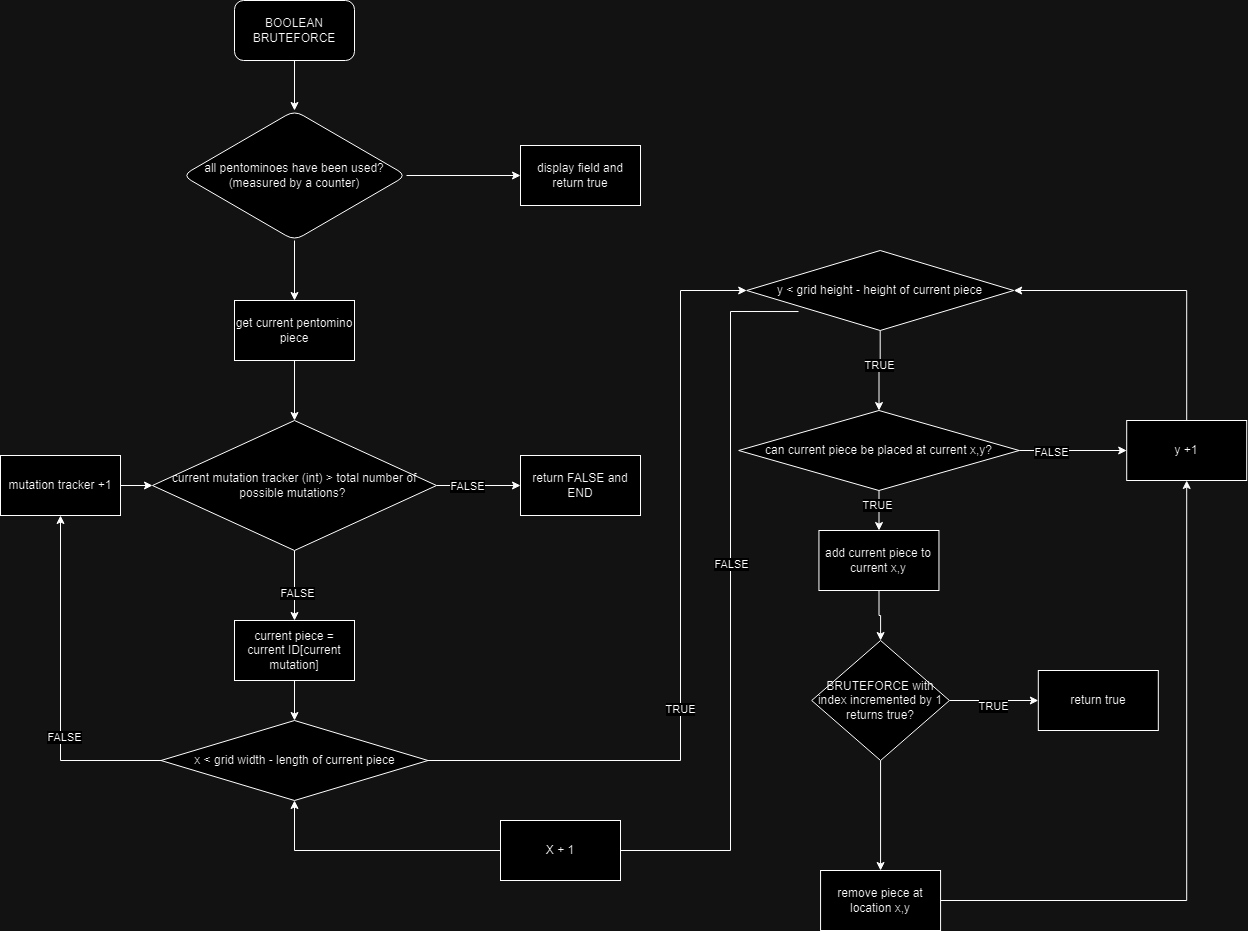 BOOLEAN
BRUTEFORCE
all pentominoes have been used?
(measured by a counter)
display field and
return true
get current pentomino
piece
y < grid height - height of current piece
TRUE
can current piece be placed at current x,y?
FALSE
y +1
TRUE
add current piece to
current x,y
mutation tracker +1
current mutation tracker (int) > total number of
possible mutations?
FALSE
return FALSE and
END
FALSE
FALSE
current piece =
current ID[current
mutation]
BRUTEFORCE with
index incremented by 1
returns true?
TRUE
return true
TRUE
FALSE
x < grid width - length of current piece
X + 1
remove piece at
location x,y